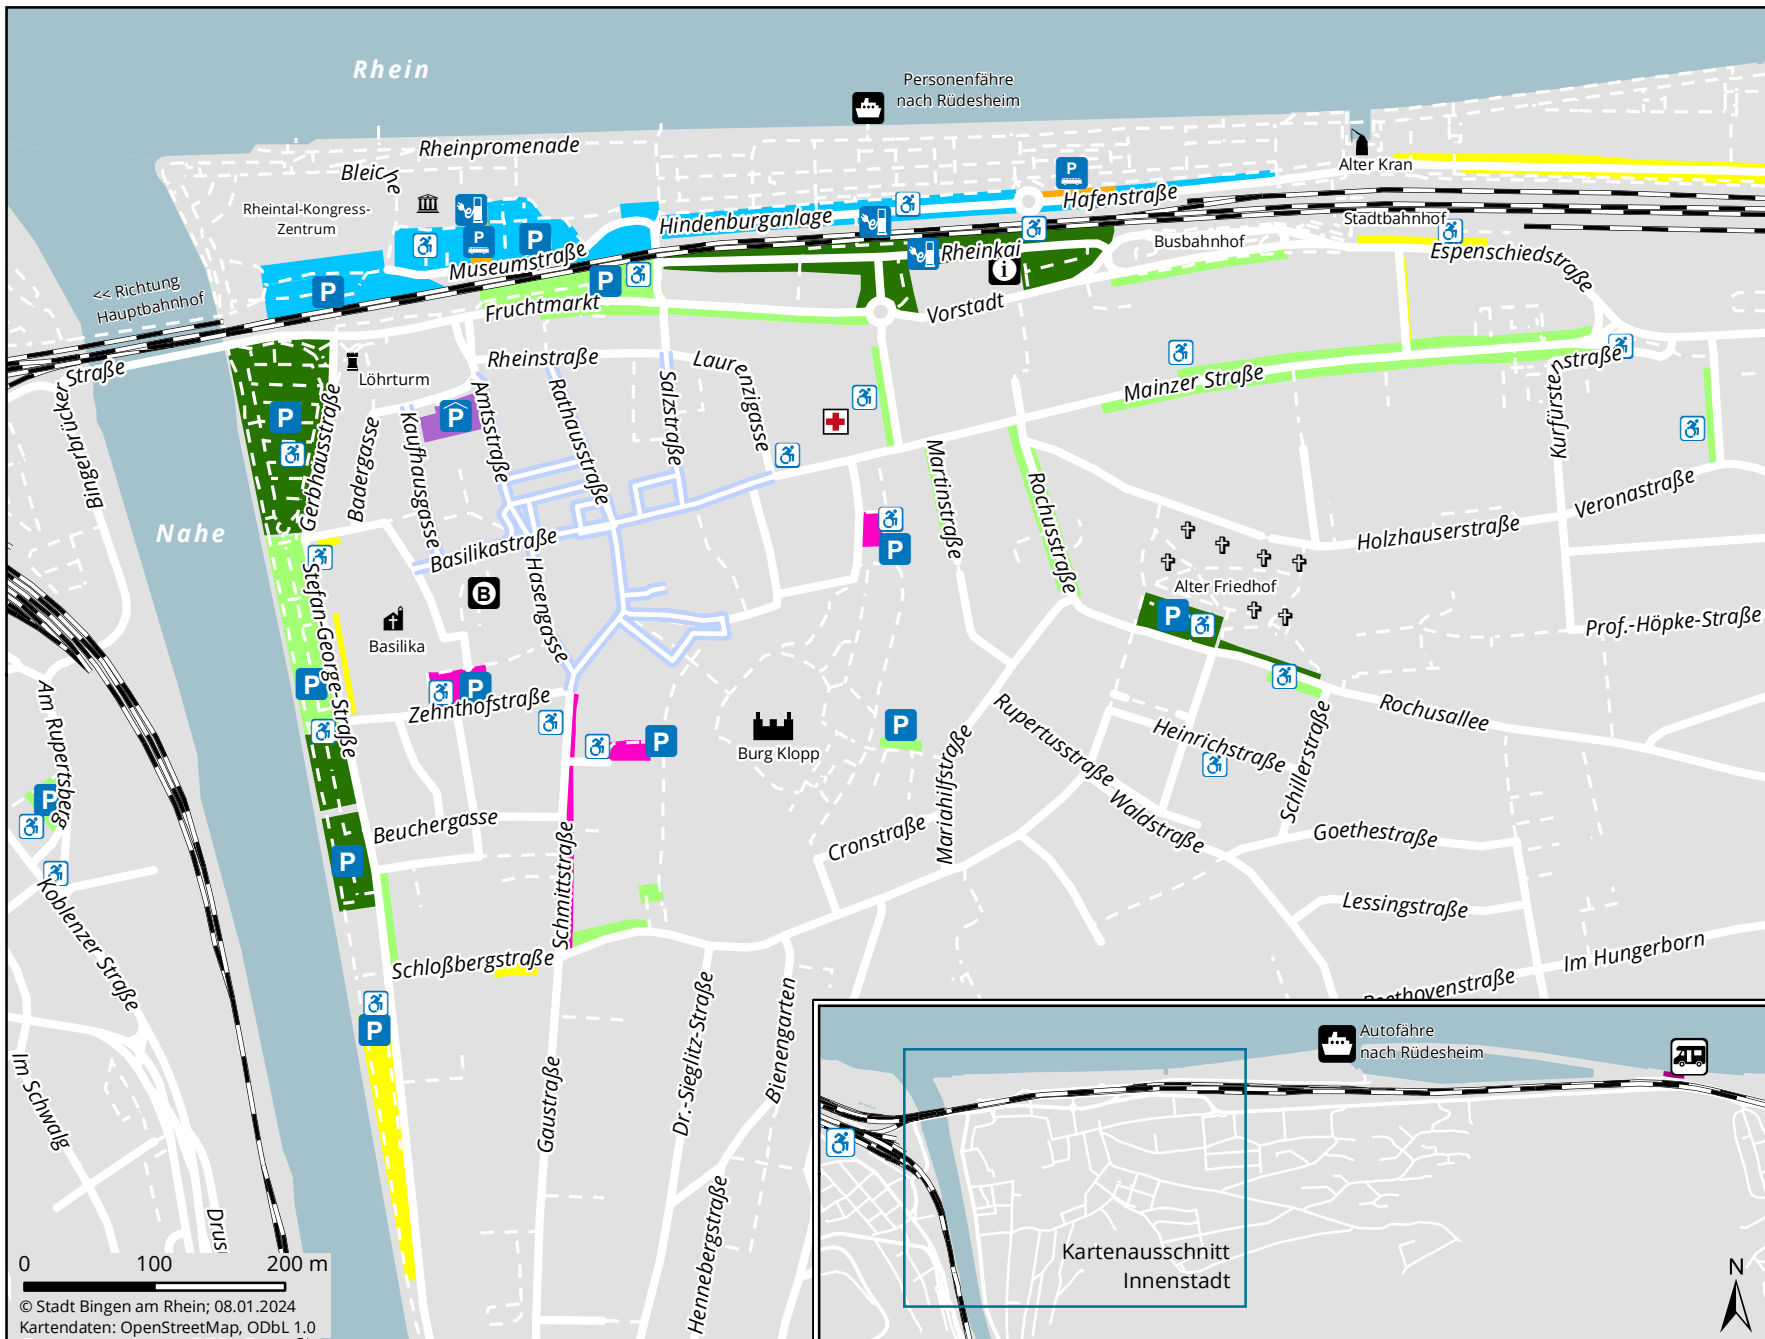 Rhein
Personenfähre
nach Rüdesheim
Rheinpromenade
Bleiche
Alter Kran
P
Hafenstraße
Rheintal-Kongress-
Zentrum
Hindenburganlage
Stadtbahnhof
P
P
Busbahnhof
Espenschiedstraße
Museumstraße
Rheinkai
i
<< Richtung
Hauptbahnhof
P
P
Fruchtmarkt
Vorstadt
Straße
Bingerbrücker
Löhrturm
Rheinstraße
Laurenzigasse
Mainzer Straße
Kurfürstenstraße
P
P
Gerbhausstraße
Badergasse
Kaufhausgasse
Amtsstraße
Rathausstraße
Salzstraße
Martinstraße
Rochusstraße
Veronastraße
Holzhauserstraße
Nahe
Basilikastraße
P
B
Hasengasse
Alter Friedhof
P
Stefan-George-Straße
Basilika
Prof.-Höpke-Straße
P
P
Zehnthofstraße
Am Rupertsberg
P
P
Burg Klopp
Rochusallee
Rupertusstraße
Heinrichstraße
Mariahilfstraße
Schillerstraße
P
Waldstraße
Beuchergasse
Cronstraße
Goethestraße
P
Schmittstraße
Koblenzer Straße
Lessingstraße
Schloßbergstraße
Im Hungerborn
Beethovenstraße
P
Dr.-Sieglitz-Straße
Bienengarten
Gaustraße
Im Schwalg
Hennebergstraße
Drus
Autofähre
nach Rüdesheim
Kartenausschnitt
Innenstadt
N
0 100 200 m
© Stadt Bingen am Rhein; 08.01.2024
Kartendaten: OpenStreetMap, ODbL 1.0